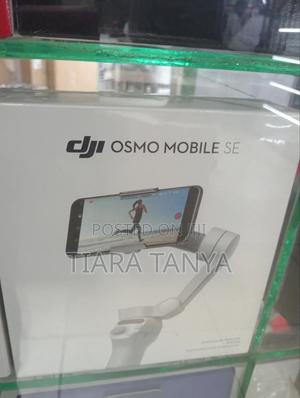 dji OSMO MOBILE SE
POSTED ON JIJI
TIARA TANYA